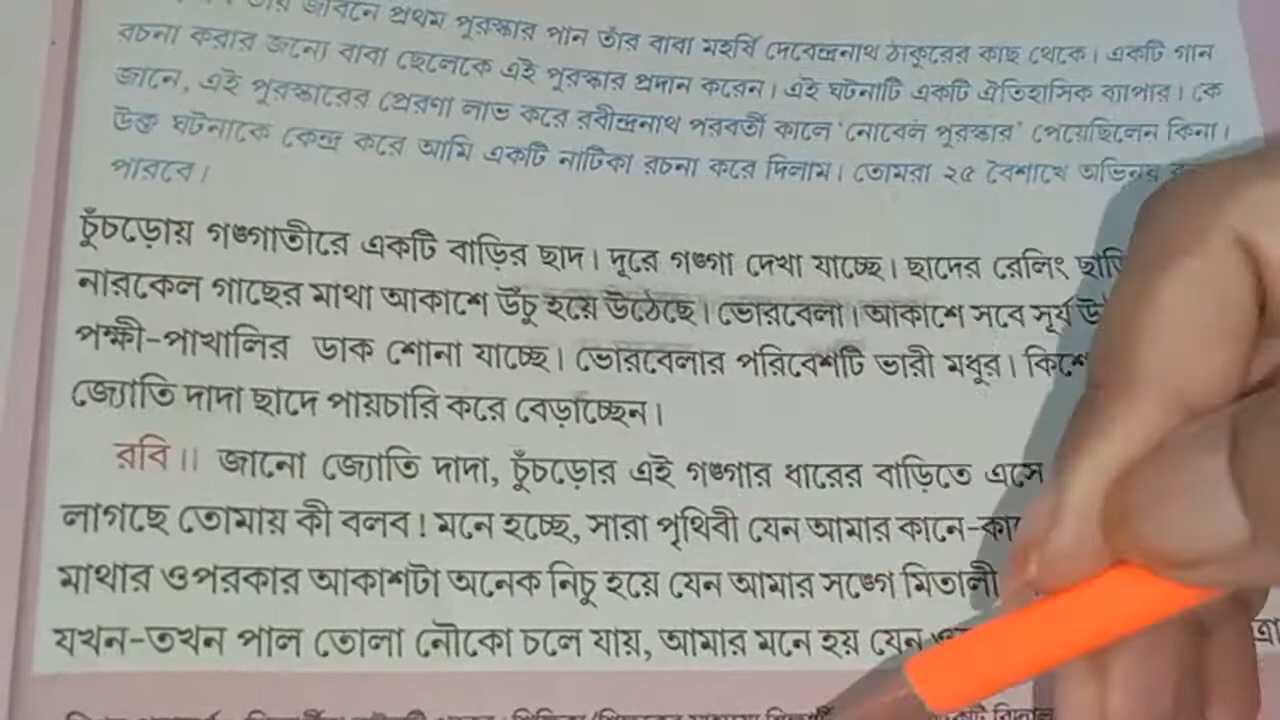 তার জীবনে প্রথম পুরস্কার পান তাঁর বাবা মহর্ষি দেবেন্দ্রনাথ ঠাকুরের কাছ থেকে। একটি গান
রচনা করার জন্যে বাবা ছেলেকে এই পুরস্কার প্রদান করেন। এই ঘটনাটি একটি ঐতিহাসিক ব্যাপার। কে
জানে, এই পুরস্কারের প্রেরণা লাভ করে রবীন্দ্রনাথ পরবর্তী কালে 'নোবেল পুরস্কার' পেয়েছিলেন কিনা।
উক্ত ঘটনাকে কেন্দ্র করে আমি একটি নাটিকা রচনা করে দিলাম। তোমরা ২৫ বৈশাখে অভিনয়
পারবে।
চুঁচড়োয় গঙ্গাতীরে একটি বাড়ির ছাদ। দূরে গঙ্গা দেখা যাচ্ছে। ছাদের রেলিং
নারকেল গাছের মাথা আকাশে উঁচু হয়ে উঠেছে। ভোরবেলা। আকাশে সবে সূর্য
পক্ষী-পাখালির ডাক শোনা যাচ্ছে। ভোরবেলার পরিবেশটি ভারী মধুর।
জ্যোতি দাদা ছাদে পায়চারি করে বেড়াচ্ছেন।
রবি।। জানো জ্যোতি দাদা, চুঁচড়োর এই গঙ্গার ধারের বাড়িতে এসে
লাগছে তোমায় কী বলব! মনে হচ্ছে, সারা পৃথিবী যেন আমার
মাথার ওপরকার আকাশটা অনেক নিচু হয়ে যেন আমার সঙ্গে মিতালী
যখন-তখন পাল তোলা নৌকো চলে যায়, আমার মনে হয় যেন